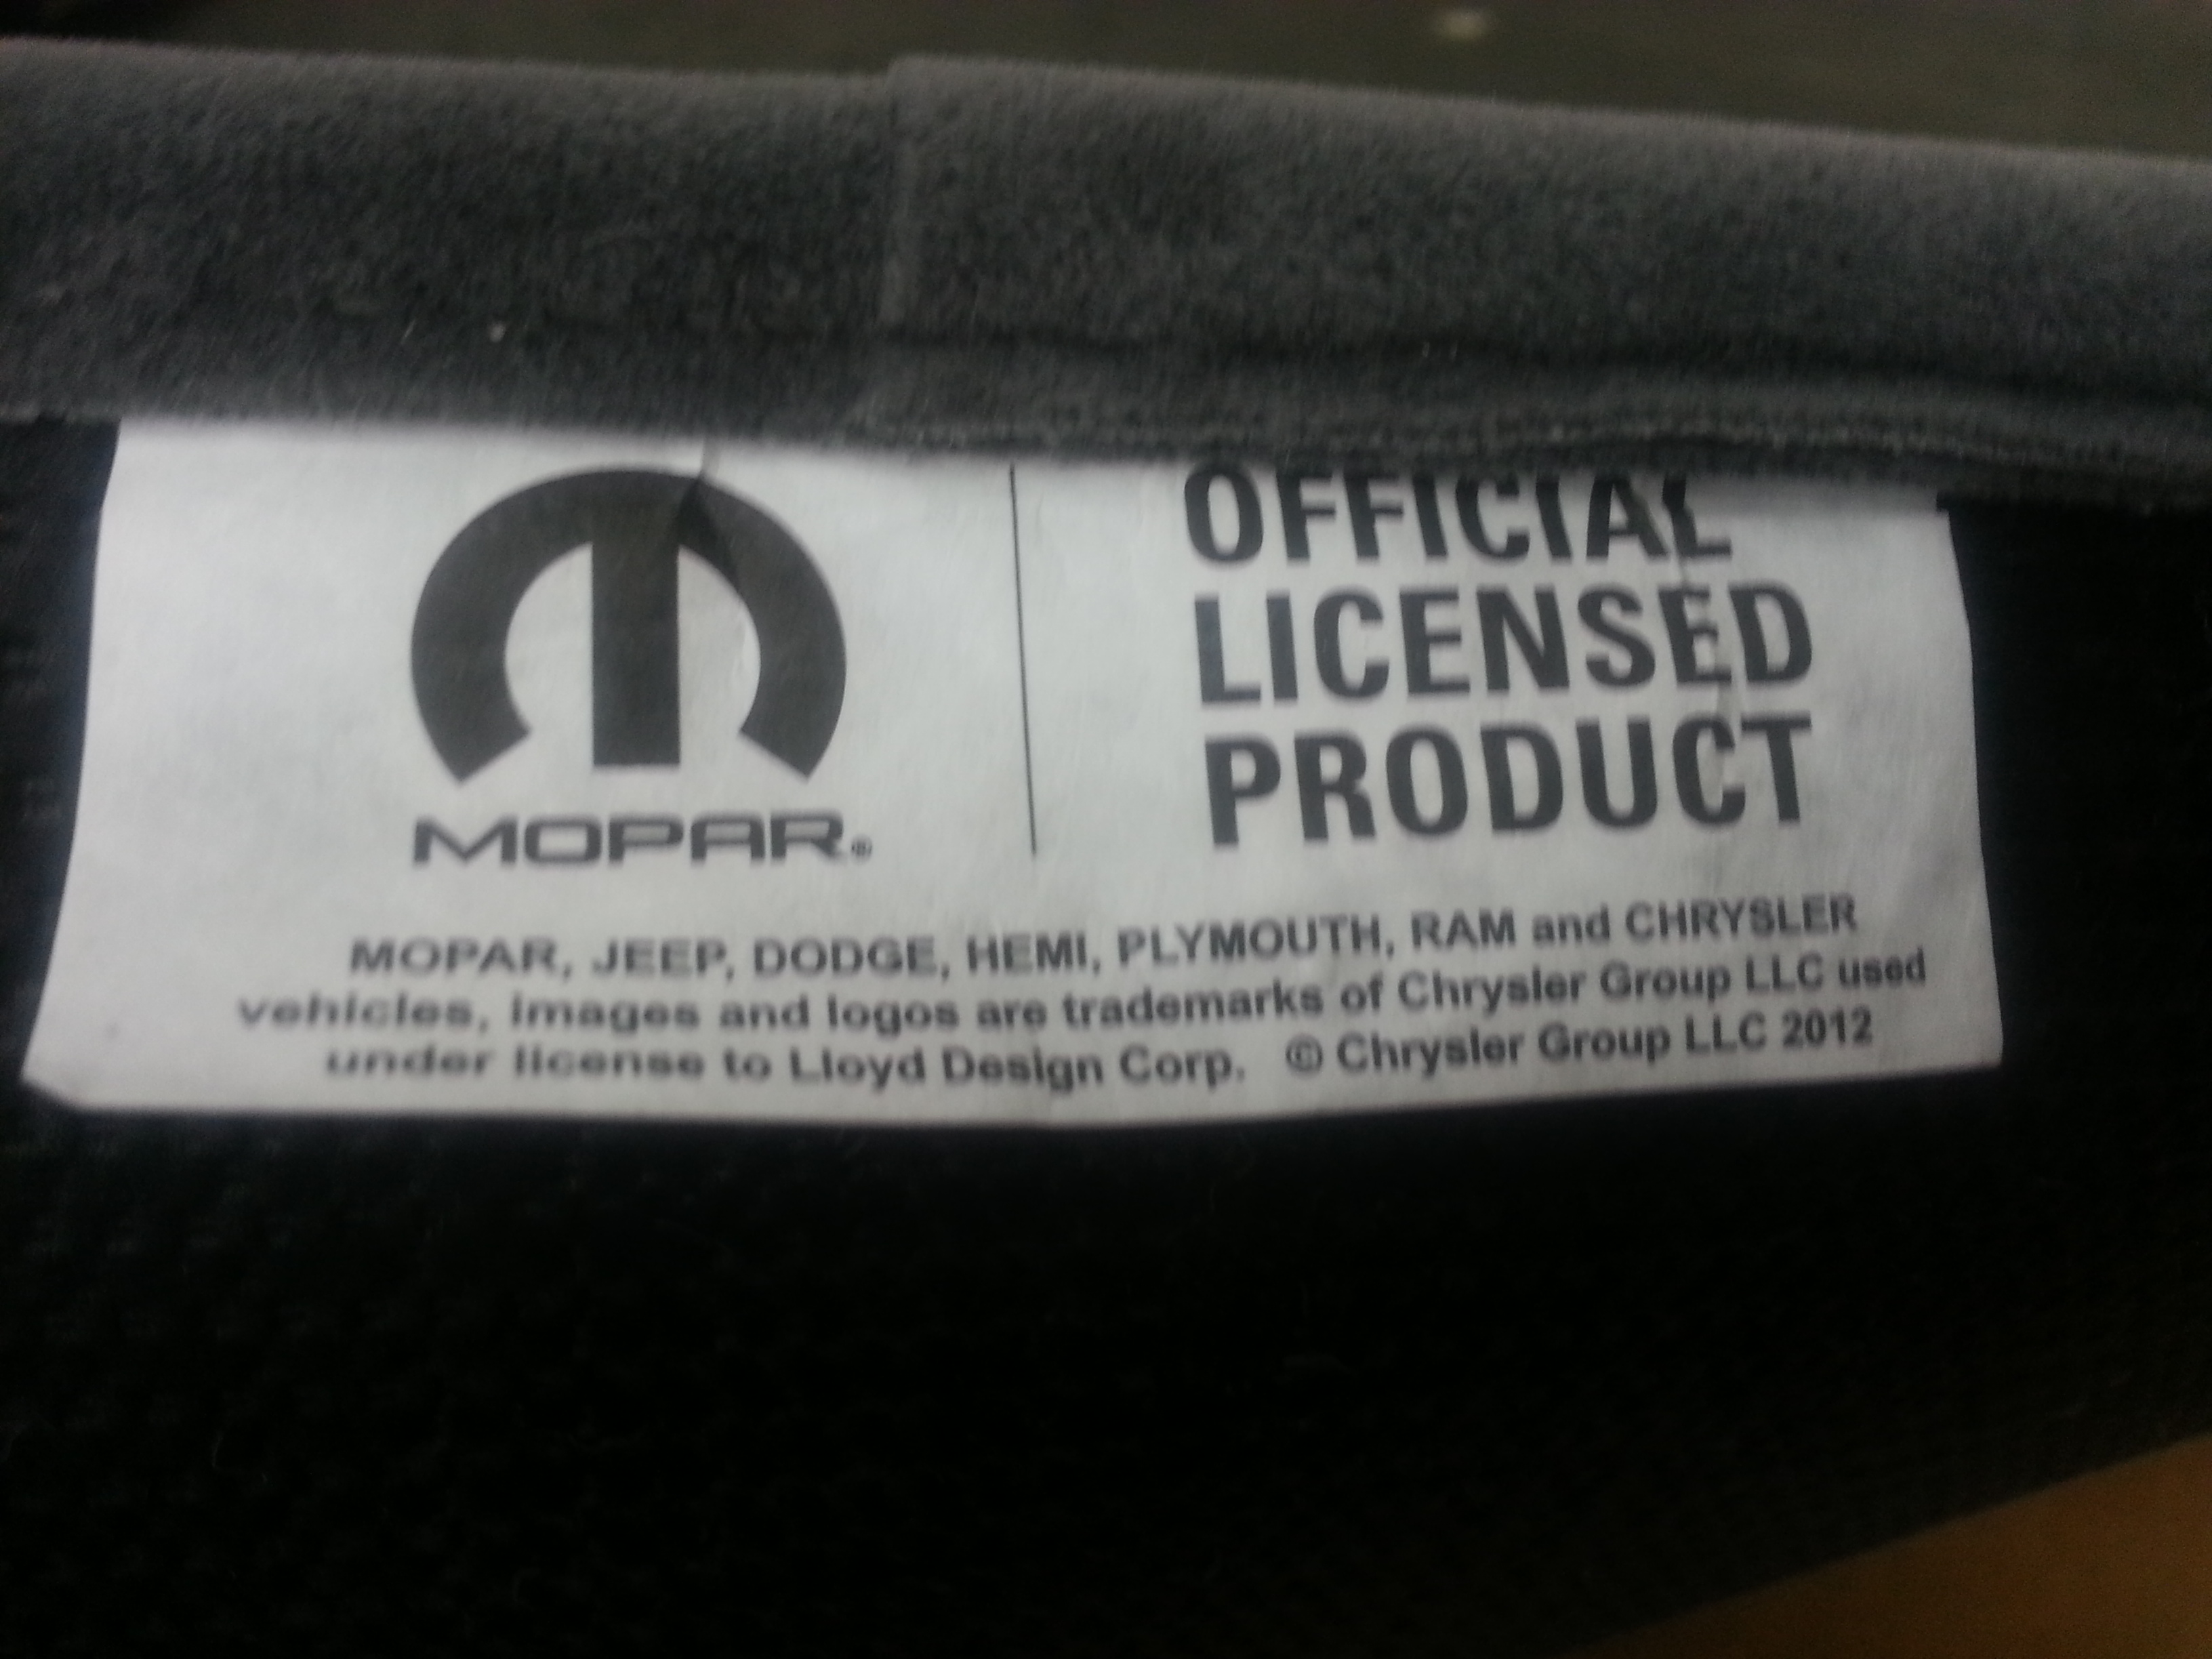 MOPAR®
OFFICIAL
LICENSED
PRODUCT
MOPAR, JEEP, DODGE, HEMI, PLYMOUTH, RAM and CHRYSLER
vehicles, images and logos are trademarks of Chrysler Group LLC used
under license to Lloyd Design Corp. © Chrysler Group LLC 2012